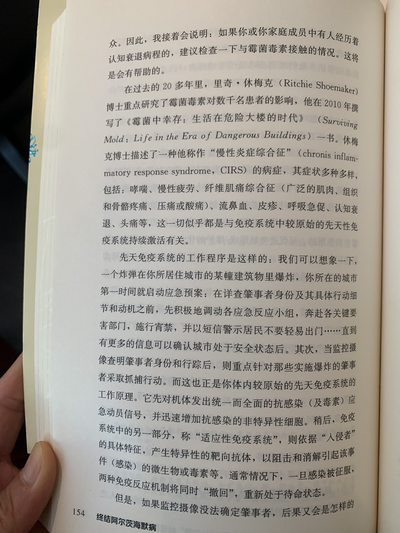 众。因此，我接着会说明：如果你或你家庭成员中有人经历着
认知衰退病程的，建议检查一下与霉菌毒素接触的情况。这将
是会有帮助的。
在过去的 20 多年里，里奇·休梅克（Ritchie Shoemaker）
博士重点研究了霉菌毒素对数千名患者的影响，他在 2010 年撰
写了《霉菌中幸存：生活在危险大楼的时代》（Surviving
Mold；Life in the Era of Dangerous Buildings）一书。休梅
克博士描述了一种他称作“慢性炎症综合征”（chronis inflam-
matory response syndrome，CIRS）的病症，其症状多种多样，
包括：哮喘、慢性疲劳、纤维肌痛综合征（广泛的肌肉、组织
和骨骼疼痛、压痛或酸痛）、流鼻血、皮疹、呼吸急促、认知衰
退、头痛等，这一切似乎都是与免疫系统中较原始的先天性免
疫系统持续激活有关。
先天免疫系统的工作程序是这样的：我们可以想象一下，
一个炸弹在你所居住城市的某幢建筑物里爆炸，你所在的城市
第一时间就启动应急预案：在详查肇事者身份及其具体行动细
节和动机之前，先积极地调动各应急反应小组，奔赴各关键要
害部门，施行宵禁，并以短信警示居民不要轻易出门……直到
有更多的信息可以确认城市处于安全状态后。其次，当监控摄
像查明肇事者身份和行踪后，则重点针对那些实施爆炸的肇事
者采取抓捕行动。而这也正是你体内较原始的先天免疫系统的
工作原理。它先对机体发出统一而全面的抗感染（及毒素）应
急动员信号，并迅速增加抗感染的非特异性细胞。稍后，免疫
系统中的另一部分，称“适应性免疫系统”，则依据“入侵者”
的具体特征，产生特异性的靶向抗体，以阻击和消解引起该事
件（感染）的微生物或毒素等。通常情况下，一旦感染被征服，
两种免疫反应机制将同时“撤回”，重新处于待命状态。
但是，如果监控摄像没法确定肇事者，后果又会是怎样的
154
终结阿尔茨海默病